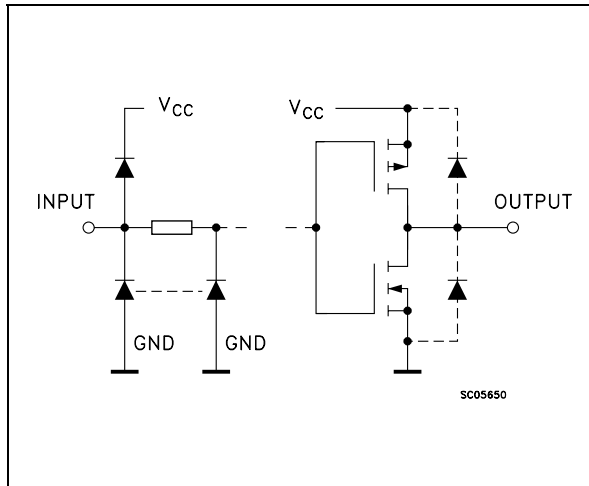 VCC
VCC
INPUT
OUTPUT
GND
GND
SC05650